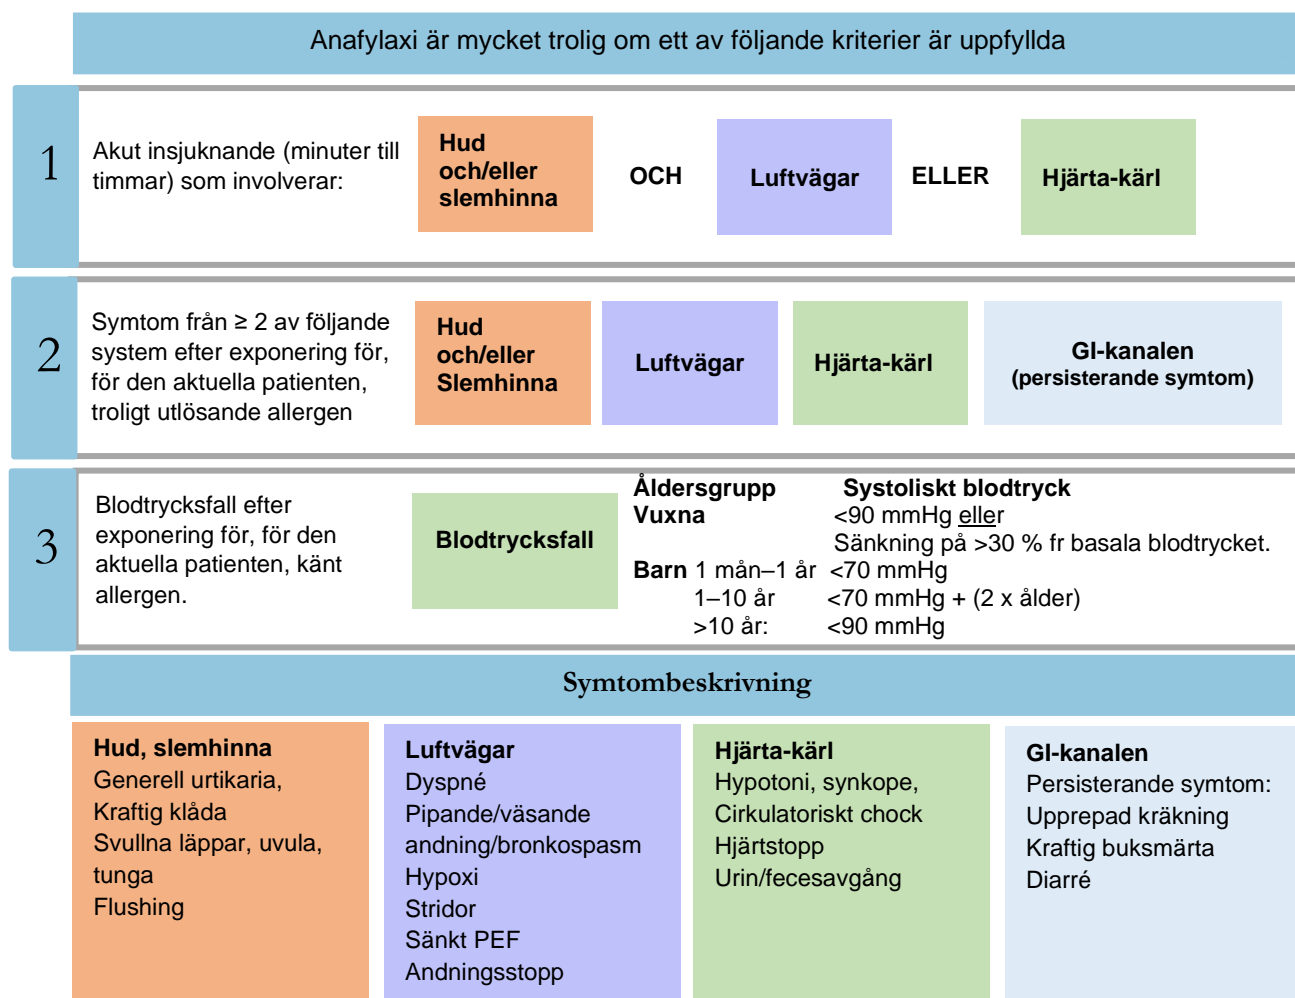 Anafylaxi är mycket trolig om ett av följande kriterier är uppfyllda
1
Akut insjuknande (minuter till
timmar) som involverar:
Hud
och/eller
slemhinna
OCH
Luftvägar
ELLER
Hjärta-kärl
2
Symtom från ≥ 2 av följande
system efter exponering för,
för den aktuella patienten,
troligt utlösande allergen
Hud
och/eller
Slemhinna
Luftvägar
Hjärta-kärl
GI-kanalen
(persisterande symtom)
3
Blodtrycksfall efter
exponering för, för den
aktuella patienten, känt
allergen.
Blodtrycksfall
Åldersgrupp Systoliskt blodtryck
Vuxna <90 mmHg eller
Sänkning på >30 % fr basala blodtrycket.
Barn 1 mån–1 år <70 mmHg
1–10 år <70 mmHg + (2 x ålder)
>10 år: <90 mmHg
Symtombeskrivning
Hud, slemhinna
Generell urtikaria,
Kraftig klåda
Svullna läppar, uvula,
tunga
Flushing
Luftvägar
Dyspné
Pipande/väsande
andning/bronkospasm
Hypoxi
Stridor
Sänkt PEF
Andningsstopp
Hjärta-kärl
Hypotoni, synkope,
Cirkulatoriskt chock
Hjärtstopp
Urin/fecesavgång
GI-kanalen
Persisterande symtom:
Upprepad kräkning
Kraftig buksmärta
Diarré